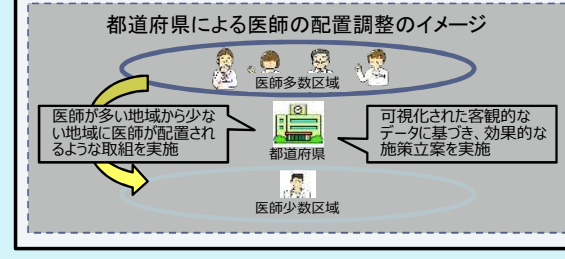 都道府県による医師の配置調整のイメージ
医師多数区域
医師が多い地域から少な
い地域に医師が配置され
るような取組を実施
都道府県
可視化された客観的な
データに基づき、効果的な
施策立案を実施
医師少数区域